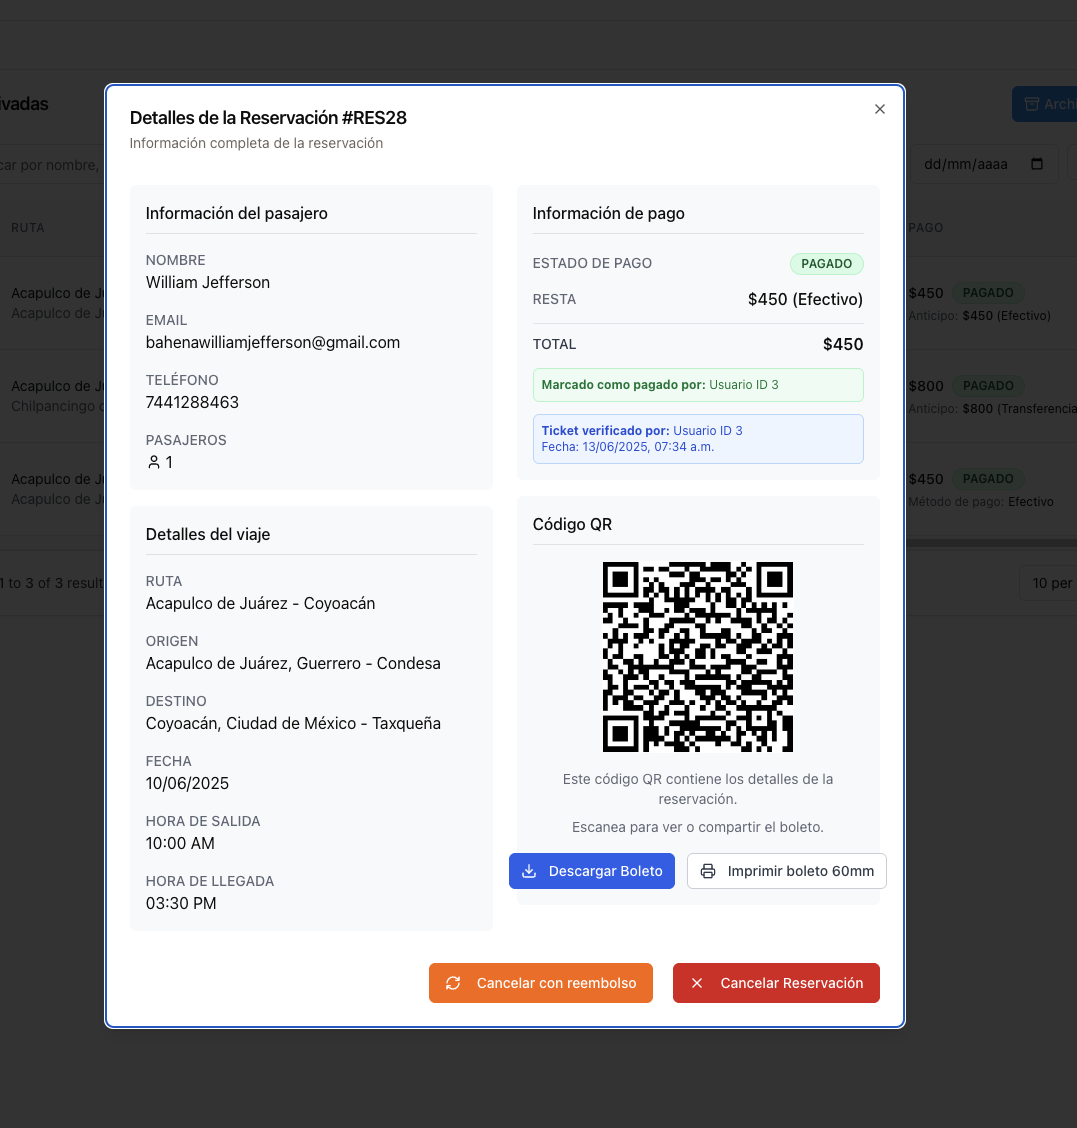 ivadas
Archi
car por nombre,
dd/mm/aaaa
RUTA
PAGO
Acapulco de Ju
Acapulco de J
$450 PAGADO
Anticipo: $450 (Efectivo)
Acapulco de Ju
Chilpancingo d
$800 PAGADO
Anticipo: $800 (Transferencia
Acapulco de Ju
Acapulco de J
$450 PAGADO
Método de pago: Efectivo
1 to 3 of 3 result
10 per
Detalles de la Reservación #RES28
Información completa de la reservación
Información del pasajero
NOMBRE
William Jefferson
EMAIL
bahenawilliamjefferson@gmail.com
TELÉFONO
7441288463
PASAJEROS
1
Detalles del viaje
RUTA
Acapulco de Juárez - Coyoacán
ORIGEN
Acapulco de Juárez, Guerrero - Condesa
DESTINO
Coyoacán, Ciudad de México - Taxqueña
FECHA
10/06/2025
HORA DE SALIDA
10:00 AM
HORA DE LLEGADA
03:30 PM
Información de pago
ESTADO DE PAGO PAGADO
RESTA $450 (Efectivo)
TOTAL $450
Marcado como pagado por: Usuario ID 3
Ticket verificado por: Usuario ID 3
Fecha: 13/06/2025, 07:34 a.m.
Código QR
Este código QR contiene los detalles de la
reservación.
Escanea para ver o compartir el boleto.
Descargar Boleto
Imprimir boleto 60mm
Cancelar con reembolso
Cancelar Reservación